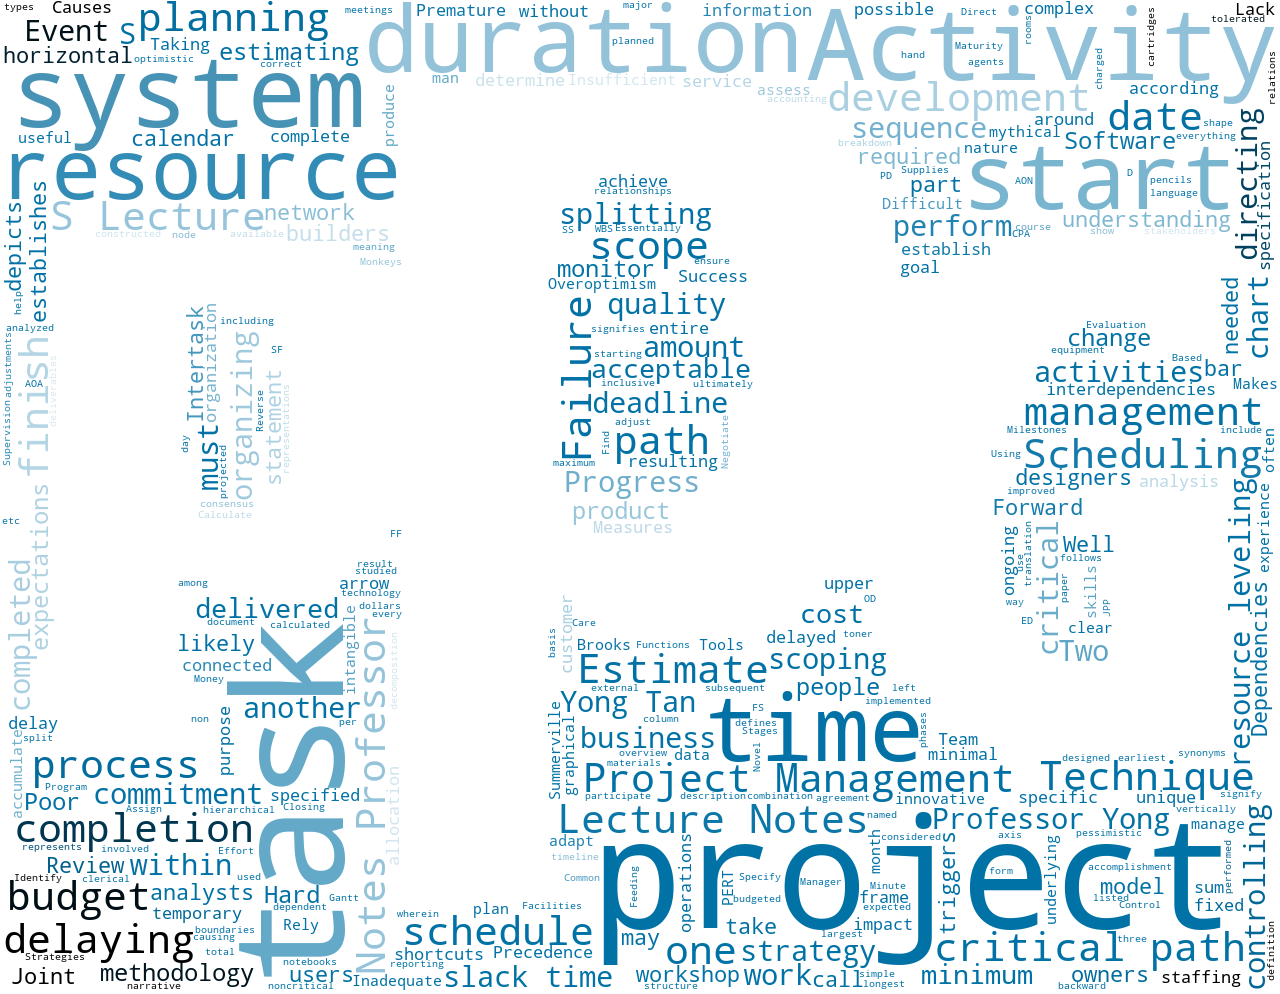 types
Causes
planning
meetings
Premature
without
major
information
possible
Direct
complex
Lack
tolerated
Event
S
Taking
estimating
duration
planned
Activity
hand
Maturity
rooms
cartridges
horizontal
optimistic
correct
agents
charged
relations
system
man
determine
Insufficient
service
assess
accounting
development
according
date
shape
useful
calendar
complete
produce
sequence
mythical
around
Software
everything
breakdown
nature
resource
required
Supplies
PD
part
AON
start
D
pencils
language
directing
specification
achieve
relationships
Difficult
S Lecture
network
splitting
perform
CPA
course
understanding
show
stakeholders
depicts
establishes
constructed
node
available
builders
meaning
Monkeys
SS
WBS
Essentially
scope
establish
goal
monitor
ensure
Success
Overoptimism
help
analyzed
Failure
quality
signifies
entire
amount
starting
acceptable
inclusive
ultimately
deadline
adjust
Find
path
resulting
maximum
Negotiate
Progress
product
Measures
including
Intertask
organization
SF
organizing
Reverse
statement
representations
day
must
projected
consensus
Calculate
Evaluation
change
equipment
Based
activities
bar
needed
chart
interdependencies
Makes
management
Milestones
include
Scheduling
Using
often
designers
analysis
improved
Forward
adjustments
Supervision
AOA
finish
deliverables
etc
expectations
completed
FF
ongoing
use
translation
critical
Well
follows
paper
skills
JPP
way
ED
clear
Two
resource leveling
experience
Dependencies
result
studied
among
arrow
technology
delivered
dollars
document
calculated
every
likely
intangible
connected
Money
task
decomposition
another
non
per
purpose
Notes Professor
allocation
delay
split
accumulate
process
Program
commitment
specified
Poor
Assign
hierarchical
Closing
completion
represents
involved
Effort
Review
within
Identify
clerical
used
budget
analysts
Hard
Gantt
dependent
temporary
boundaries
Rely
causing
delaying
total
Strategies
notebooks
Joint
methodology
narrative
users
noncritical
Inadequate
upper
OD
cost
customer
Care
basis
Brooks
Functions
Tools
delayed
toner
Estimate
scoping
external
subsequent
people
left
implemented
Yong Tan
column
FS
defines
Stages
time
phases
Summerville
graphical
business
overview
data
materials
Novel
Team
minimal
designed
earliest
synonyms
Project Management
Technique
participate
description
combination
agreement
innovative
specific
unique
signify
vertically
Lecture Notes
named
Professor Yong
manage
adapt
considered
axis
pessimistic
timeline
month
triggers
underlying
accomplishment
performed
controlling
Common
Feeding
operations
PERT
Specify
Manager
Minute
form
model
sum
project
budgeted
frame
expected
listed
Control
fixed
wherein
plan
Facilities
take
largest
impact
three
schedule
may
one
strategy
critical path
shortcuts
Precedence
reporting
slack time
workshop
structure
work
call
simple
longest
minimum
backward
owners
staffing
definition